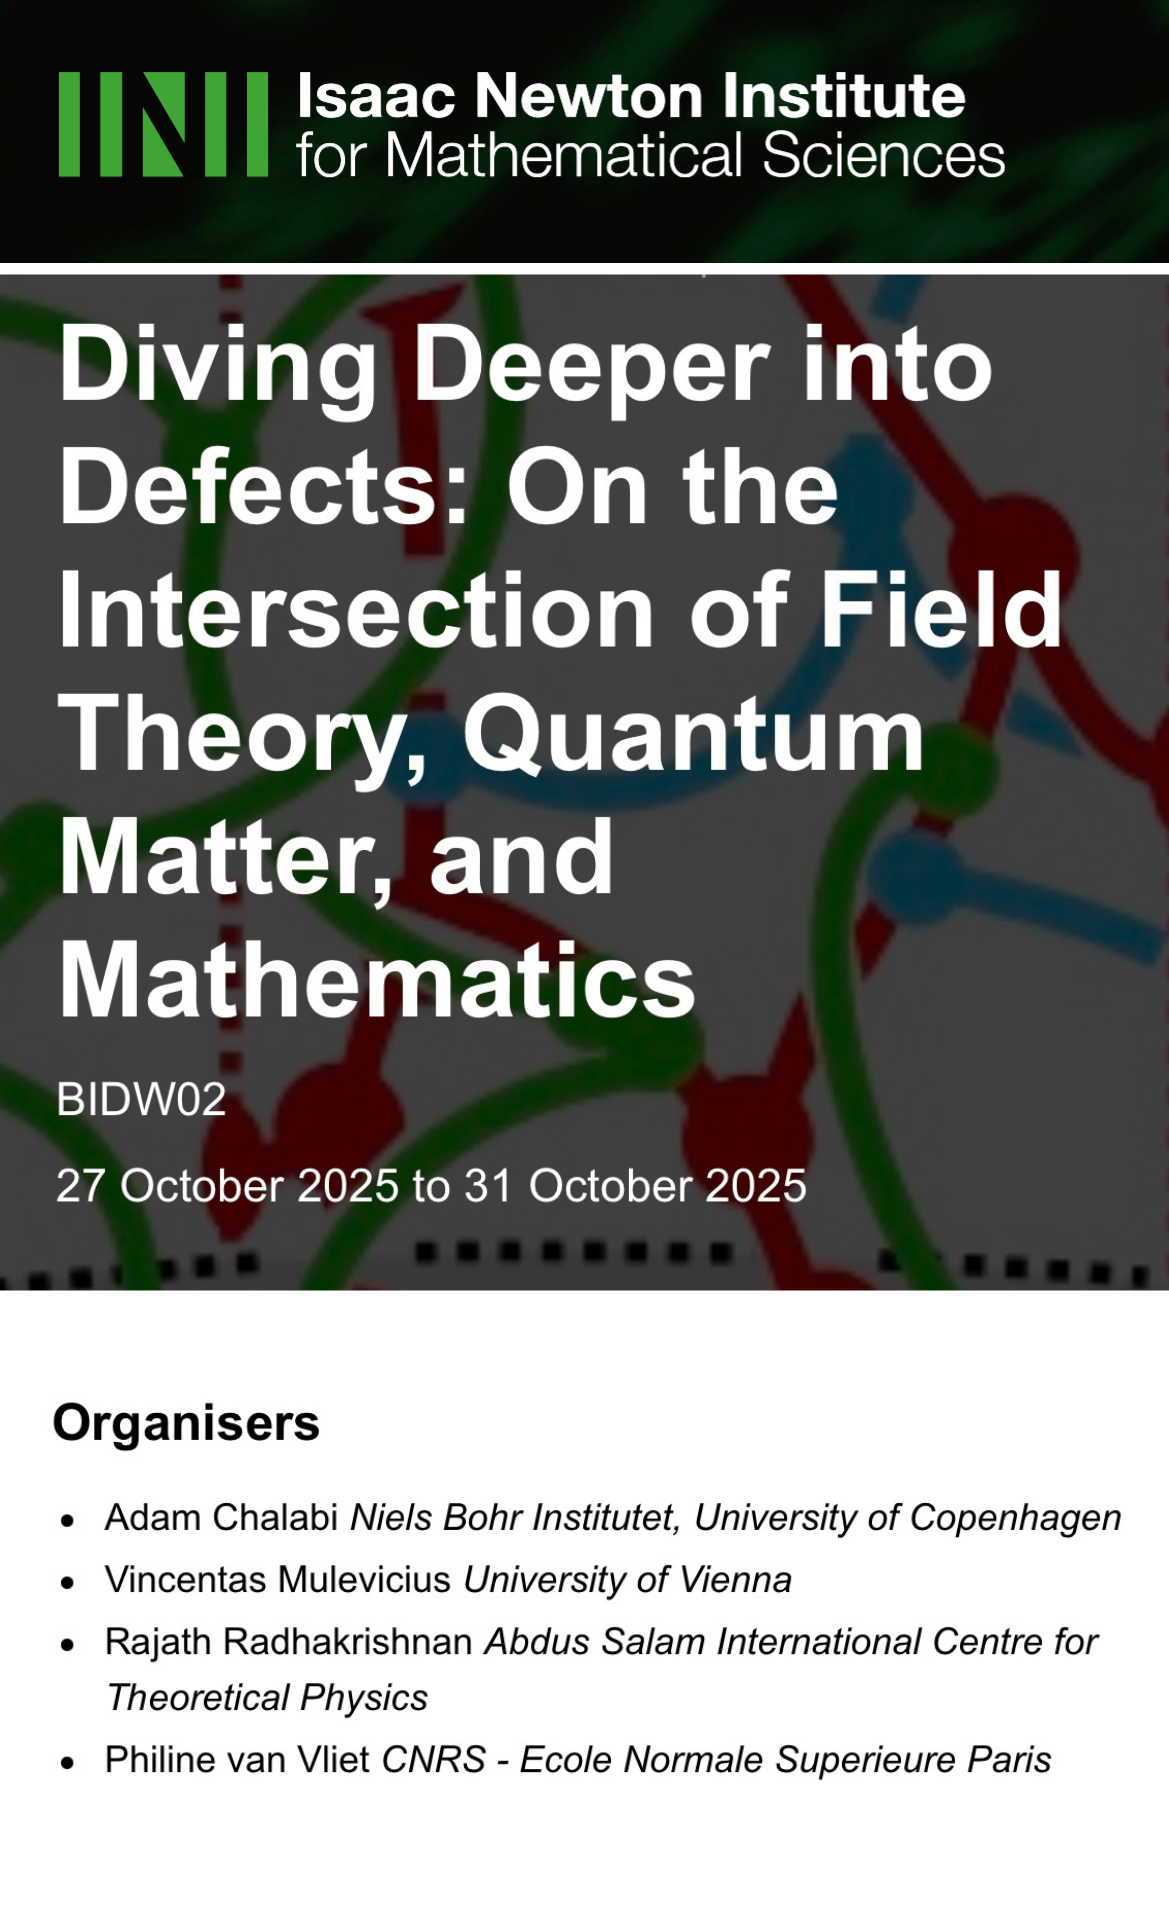 Isaac Newton Institute
for Mathematical Sciences
Diving Deeper into
Defects: On the
Intersection of Field
Theory, Quantum
Matter, and
Mathematics
BIDW02
27 October 2025 to 31 October 2025
Organisers
• Adam Chalabi Niels Bohr Institutet, University of Copenhagen
• Vincentas Mulevicius University of Vienna
• Rajath Radhakrishnan Abdus Salam International Centre for
Theoretical Physics
• Philine van Vliet CNRS - Ecole Normale Superieure Paris